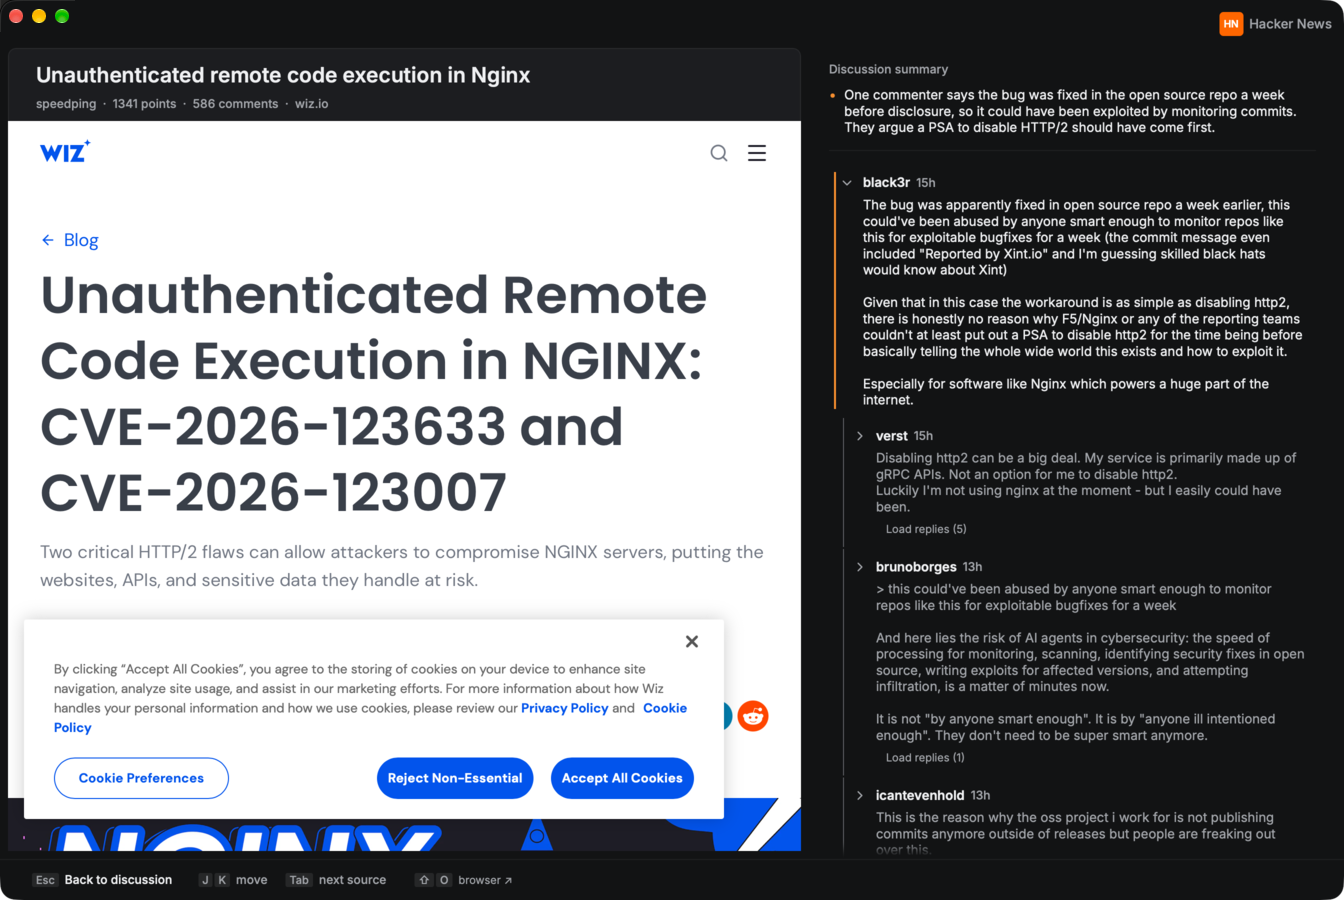 HN Hacker News
Unauthenticated remote code execution in Nginx
speedping · 1341 points · 586 comments · wiz.io
WIZ
← Blog
Unauthenticated Remote
Code Execution in NGINX:
CVE-2026-123633 and
CVE-2026-123007
Two critical HTTP/2 flaws can allow attackers to compromise NGINX servers, putting the
websites, APIs, and sensitive data they handle at risk.
By clicking “Accept All Cookies”, you agree to the storing of cookies on your device to enhance site
navigation, analyze site usage, and assist in our marketing efforts. For more information about how Wiz
handles your personal information and how we use cookies, please review our Privacy Policy and Cookie
Policy
Cookie Preferences
Reject Non-Essential
Accept All Cookies
NGINX
Discussion summary
• One commenter says the bug was fixed in the open source repo a week
before disclosure, so it could have been exploited by monitoring commits.
They argue a PSA to disable HTTP/2 should have come first.
black3r 15h
The bug was apparently fixed in open source repo a week earlier, this
could've been abused by anyone smart enough to monitor repos like
this for exploitable bugfixes for a week (the commit message even
included "Reported by Xint.io" and I'm guessing skilled black hats
would know about Xint)
Given that in this case the workaround is as simple as disabling http2,
there is honestly no reason why F5/Nginx or any of the reporting teams
couldn't at least put out a PSA to disable http2 for the time being before
basically telling the whole wide world this exists and how to exploit it.
Especially for software like Nginx which powers a huge part of the
internet.
verst 15h
Disabling http2 can be a big deal. My service is primarily made up of
gRPC APIs. Not an option for me to disable http2.
Luckily I'm not using nginx at the moment - but I easily could have
been.
Load replies (5)
brunoborges 13h
> this could've been abused by anyone smart enough to monitor
repos like this for exploitable bugfixes for a week
And here lies the risk of AI agents in cybersecurity: the speed of
processing for monitoring, scanning, identifying security fixes in open
source, writing exploits for affected versions, and attempting
infiltration, is a matter of minutes now.
It is not "by anyone smart enough". It is by "anyone ill intentioned
enough". They don't need to be super smart anymore.
Load replies (1)
icantevenhold 13h
This is the reason why the oss project i work for is not publishing
commits anymore outside of releases but people are freaking out
over this.
Esc Back to discussion J K move Tab next source ⇧ O browser ↗